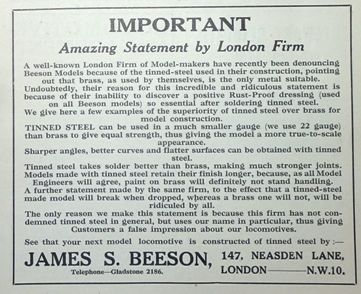 IMPORTANT
Amazing Statement by London Firm
A well-known London Firm of Model-makers have recently been denouncing
Beeson Models because of the tinned-steel used in their construction, pointing
out that brass, as used by themselves, is the only metal suitable.
Undoubtedly, their reason for this incredible and ridiculous statement is
because of their inability to discover a positive Rust-Proof dressing (used
on all Beeson models) so essential after soldering tinned steel.
We give here a few examples of the superiority of tinned steel over brass for
model construction.
TINNED STEEL can be used in a much smaller gauge (we use 22 gauge)
than brass to give equal strength, thus giving the model a more true-to-scale
appearance.
Sharper angles, better curves and flatter surfaces can be obtained with tinned
steel.
Tinned steel takes solder better than brass, making much stronger joints.
Models made with tinned steel retain their finish longer, because, as all Model
Engineers will agree, paint on brass will definitely not stand handling.
A further statement made by the same firm, to the effect that a tinned-steel
made model will break when dropped, whereas a brass one will not, will be
ridiculed by all.
The only reason we make this statement is because this firm has not con-
demned tinned steel in general, but uses our name in particular, thus giving
Customers a false impression about our locomotives.
See that your next model locomotive is constructed of tinned steel by :—
JAMES S. BEESON, 147, NEASDEN LANE,
Telephone—Gladstone 2186. LONDON —— N.W.10.